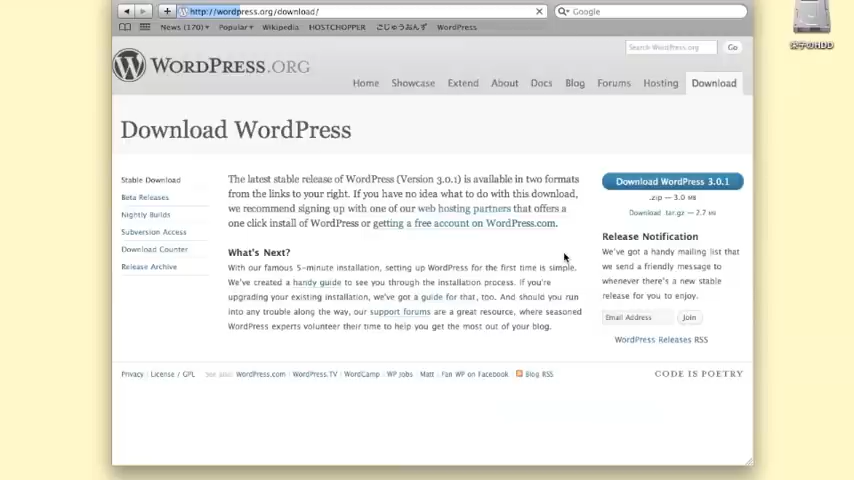 http://wordpress.org/download/
Google
News (170)
Popular
Wikipedia
HOSTCHOPPER
こじゅうおんず
WordPress
WORDPRESS.ORG
Search WordPress.org
Go
Home
Showcase
Extend
About
Docs
Blog
Forums
Hosting
Download
Download WordPress
Stable Download
Beta Releases
Nightly Builds
Subversion Access
Download Counter
Release Archive
The latest stable release of WordPress (Version 3.0.1) is available in two formats
from the links to your right. If you have no idea what to do with this download,
we recommend signing up with one of our web hosting partners that offers a
one click install of WordPress or getting a free account on WordPress.com.
What's Next?
With our famous 5-minute installation, setting up WordPress for the first time is simple.
We've created a handy guide to see you through the installation process. If you're
upgrading your existing installation, we've got a guide for that, too. And should you run
into any trouble along the way, our support forums are a great resource, where seasoned
WordPress experts volunteer their time to help you get the most out of your blog.
Download WordPress 3.0.1
.zip — 3.0 MB
Download .tar.gz — 2.7 MB
Release Notification
We've got a handy mailing list that
we send a friendly message to
whenever there's a new stable
release for you to enjoy.
Email Address
Join
WordPress Releases RSS
Privacy | License / GPL
See also: WordPress.com | WordPress.TV | WordCamp | WP Jobs | Matt | Fan WP on Facebook | Blog RSS
CODE IS POETRY